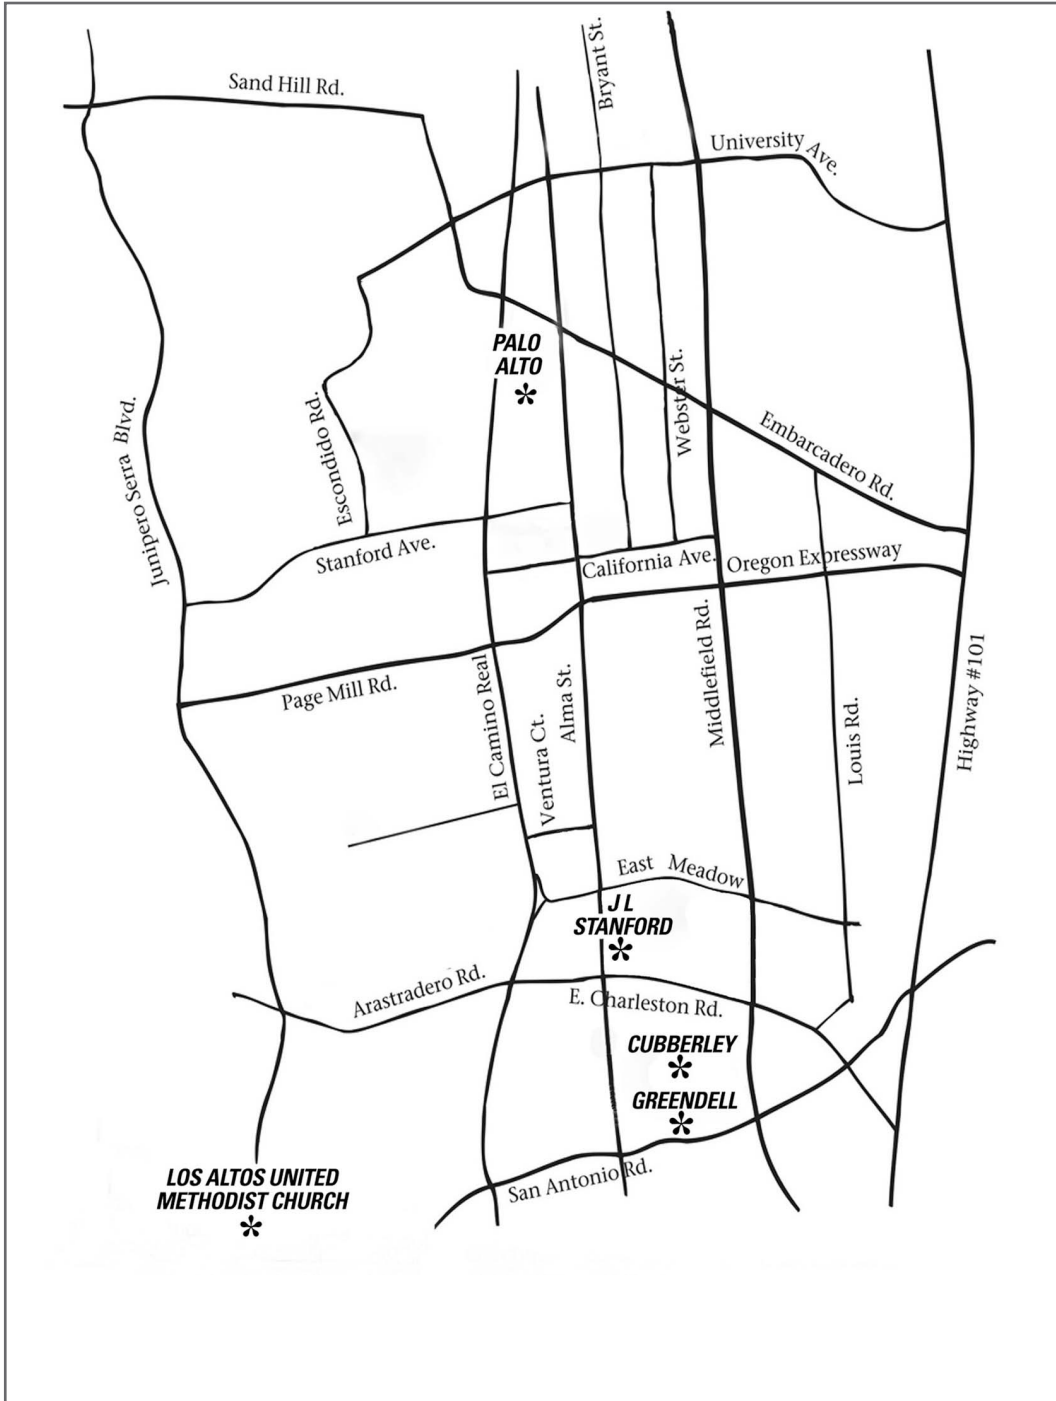 Bryant St.
Sand Hill Rd.
University Ave.
PALO
ALTO
Webster St.
Embarcadero Rd.
Junipero Serra Blvd.
Escondido Rd.
Stanford Ave.
California Ave.
Oregon Expressway
Page Mill Rd.
El Camino Real
Ventura Ct.
Alma St.
Middlefield Rd.
Louis Rd.
Highway #101
East Meadow
J L
STANFORD
Arastradero Rd.
E. Charleston Rd.
CUBBERLEY
GREENDELL
San Antonio Rd.
LOS ALTOS UNITED
METHODIST CHURCH